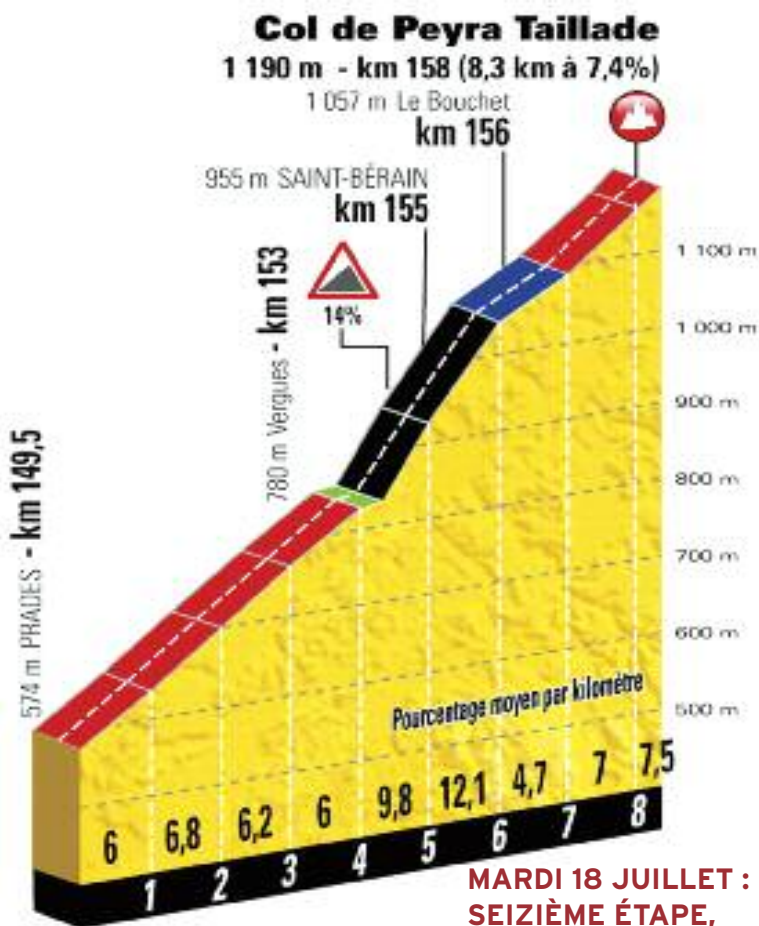 Col de Peyra Taillade
1 190 m - km 158 (8,3 km à 7,4%)
1 057 m Le Bouchet
km 156
955 m SAINT-BÉRAIN
km 155
14%
780 m Vergues - km 153
574 m PRADES - km 149,5
1 100 m
1 000 m
900 m
800 m
700 m
600 m
500 m
Pourcentage moyen par kilomètre
6 6,8 6,2 6 9,8 12,1 4,7 7 7,5
1 2 3 4 5 6 7 8
MARDI 18 JUILLET :
SEIZIÈME ÉTAPE,